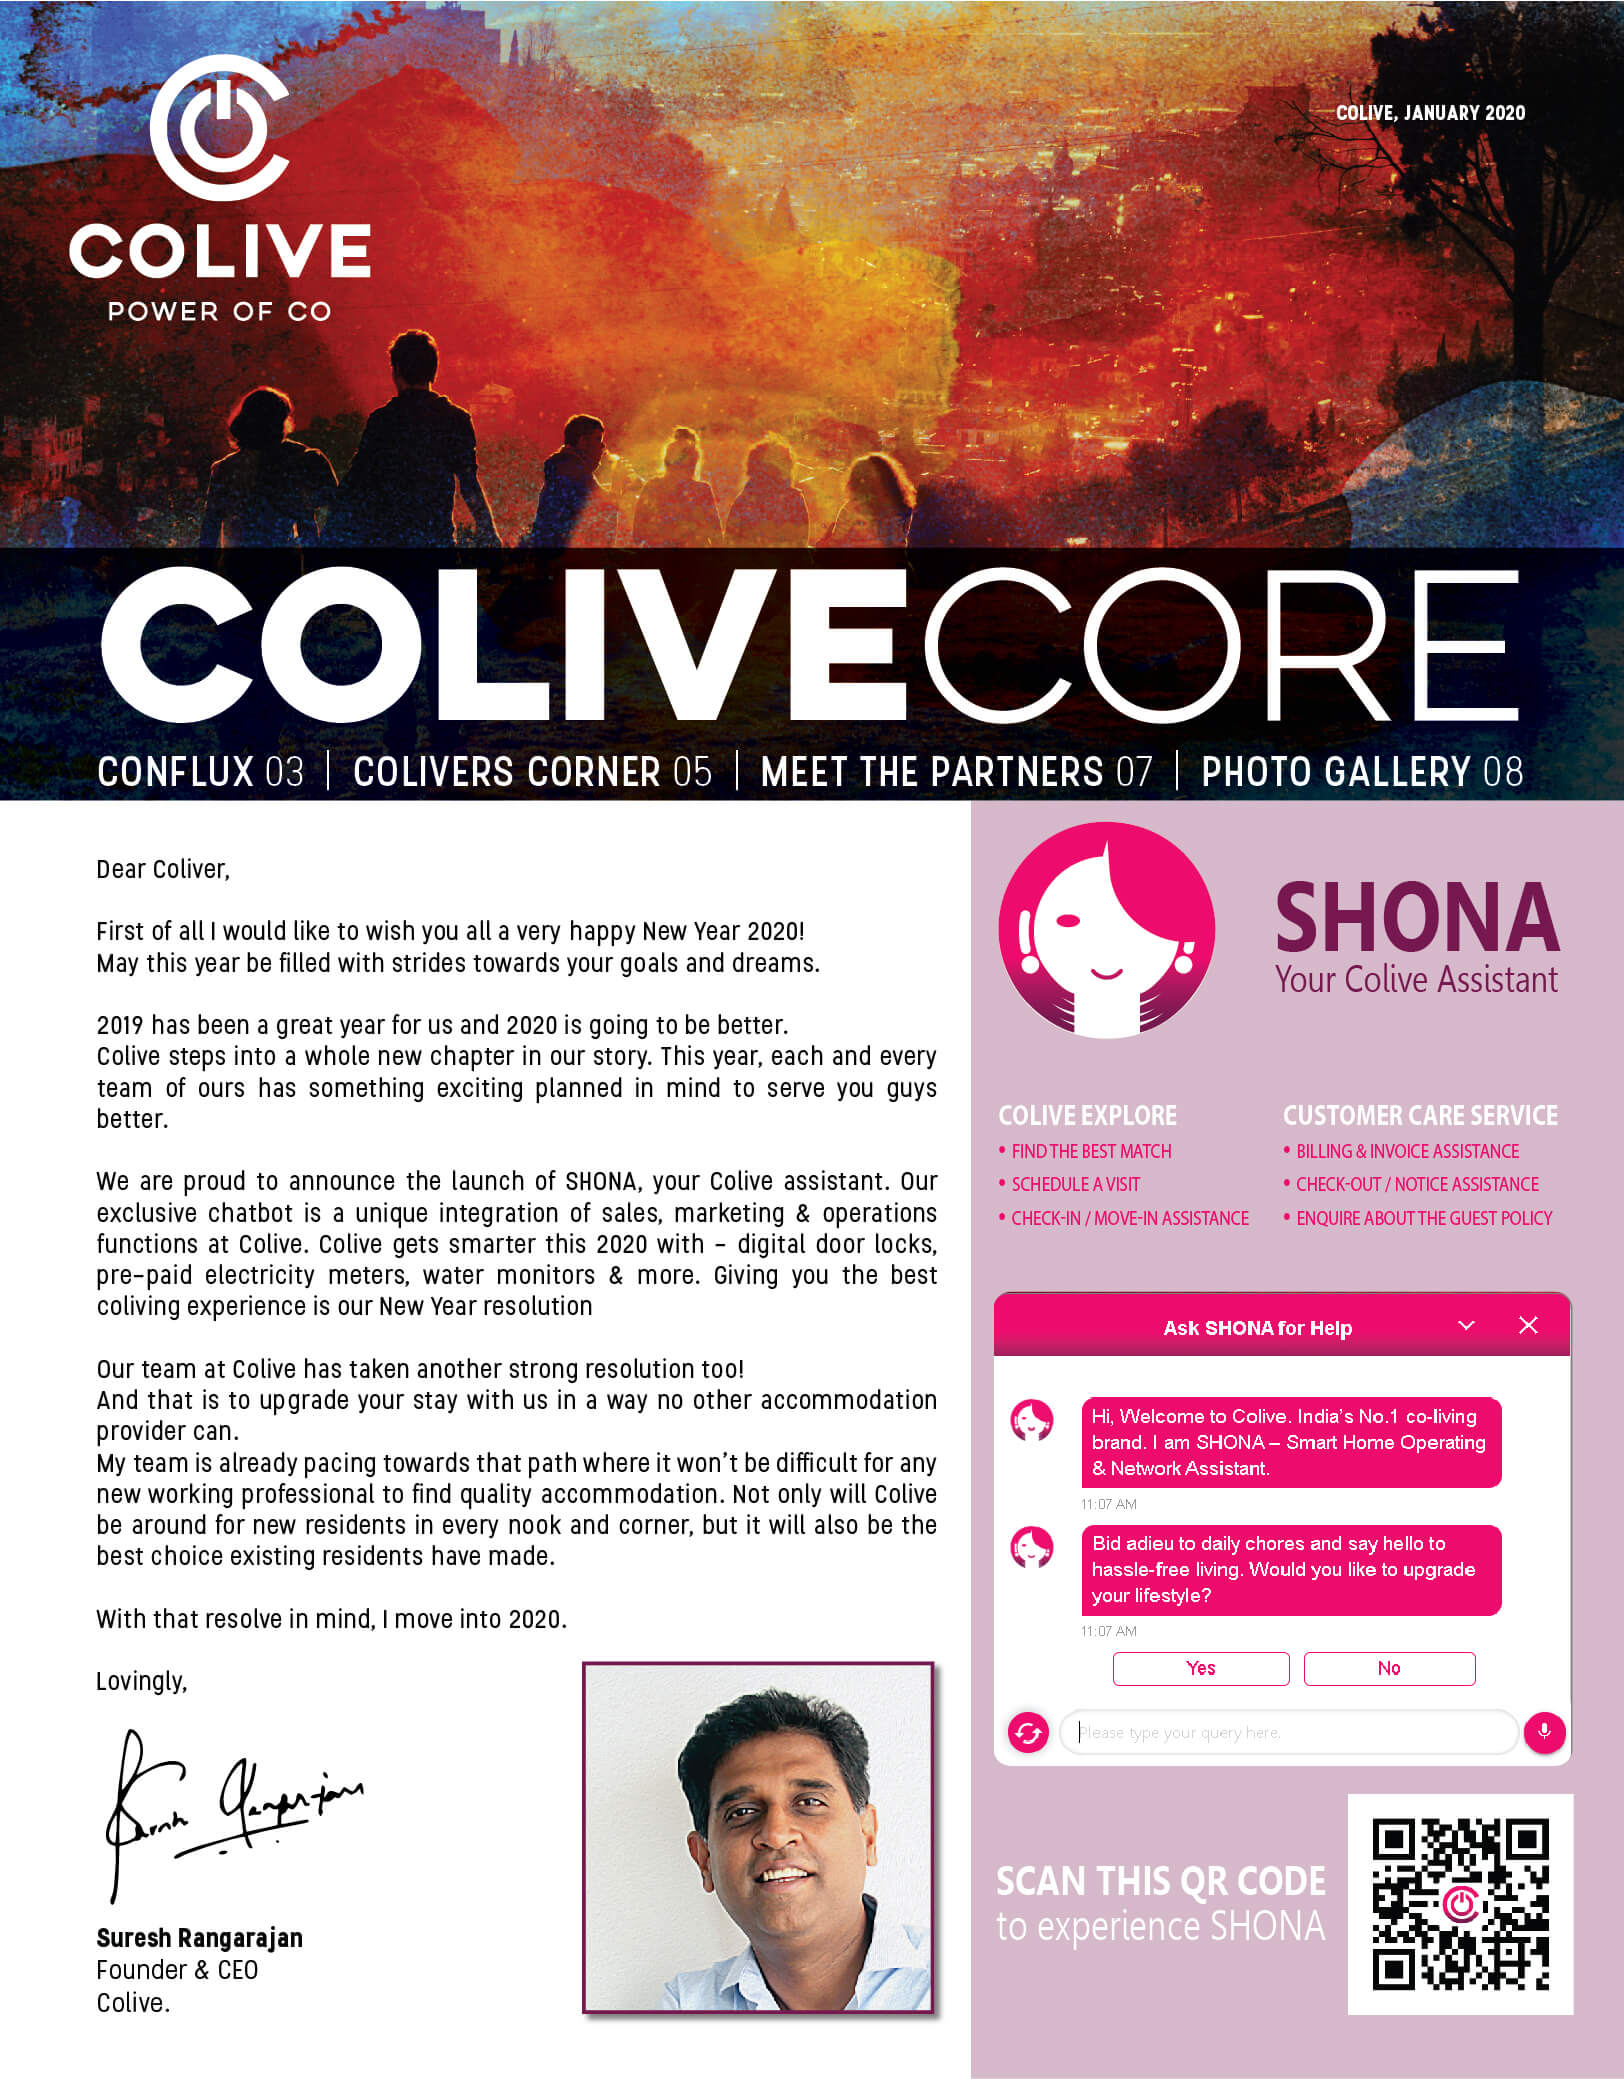 COLIVE
POWER OF CO
COLIVE, JANUARY 2020
COLIVECORE
CONFLUX 03 | COLIVERS CORNER 05 | MEET THE PARTNERS 07 | PHOTO GALLERY 08
Dear Coliver,
First of all I would like to wish you all a very happy New Year 2020!
May this year be filled with strides towards your goals and dreams.
2019 has been a great year for us and 2020 is going to be better.
Colive steps into a whole new chapter in our story. This year, each and every
team of ours has something exciting planned in mind to serve you guys
better.
We are proud to announce the launch of SHONA, your Colive assistant. Our
exclusive chatbot is a unique integration of sales, marketing & operations
functions at Colive. Colive gets smarter this 2020 with - digital door locks,
pre-paid electricity meters, water monitors & more. Giving you the best
coliving experience is our New Year resolution
Our team at Colive has taken another strong resolution too!
And that is to upgrade your stay with us in a way no other accommodation
provider can.
My team is already pacing towards that path where it won't be difficult for any
new working professional to find quality accommodation. Not only will Colive
be around for new residents in every nook and corner, but it will also be the
best choice existing residents have made.
With that resolve in mind, I move into 2020.
Lovingly,
Suresh Rangarajan
Suresh Rangarajan
Founder & CEO
Colive.
SHONA
Your Colive Assistant
COLIVE EXPLORE
• FIND THE BEST MATCH
• SCHEDULE A VISIT
• CHECK-IN / MOVE-IN ASSISTANCE
CUSTOMER CARE SERVICE
• BILLING & INVOICE ASSISTANCE
• CHECK-OUT / NOTICE ASSISTANCE
• ENQUIRE ABOUT THE GUEST POLICY
Ask SHONA for Help
Hi, Welcome to Colive. India's No.1 co-living
brand. I am SHONA – Smart Home Operating
& Network Assistant.
11:07 AM
Bid adieu to daily chores and say hello to
hassle-free living. Would you like to upgrade
your lifestyle?
11:07 AM
Yes
No
Please type your query here.
SCAN THIS QR CODE
to experience SHONA